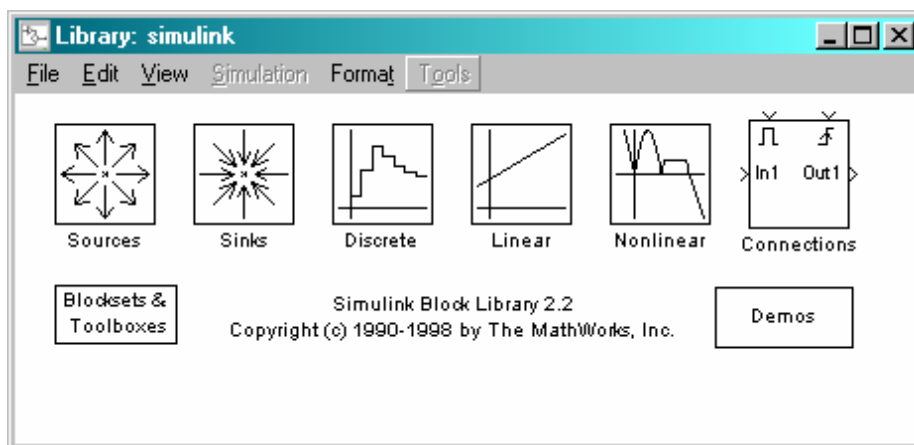 Library: simulink
File Edit View Simulation Format Tools
In1 Out1
Sources Sinks Discrete Linear Nonlinear Connections
Blocksets &
Toolboxes
Simulink Block Library 2.2
Copyright (c) 1990-1998 by The MathWorks, Inc.
Demos